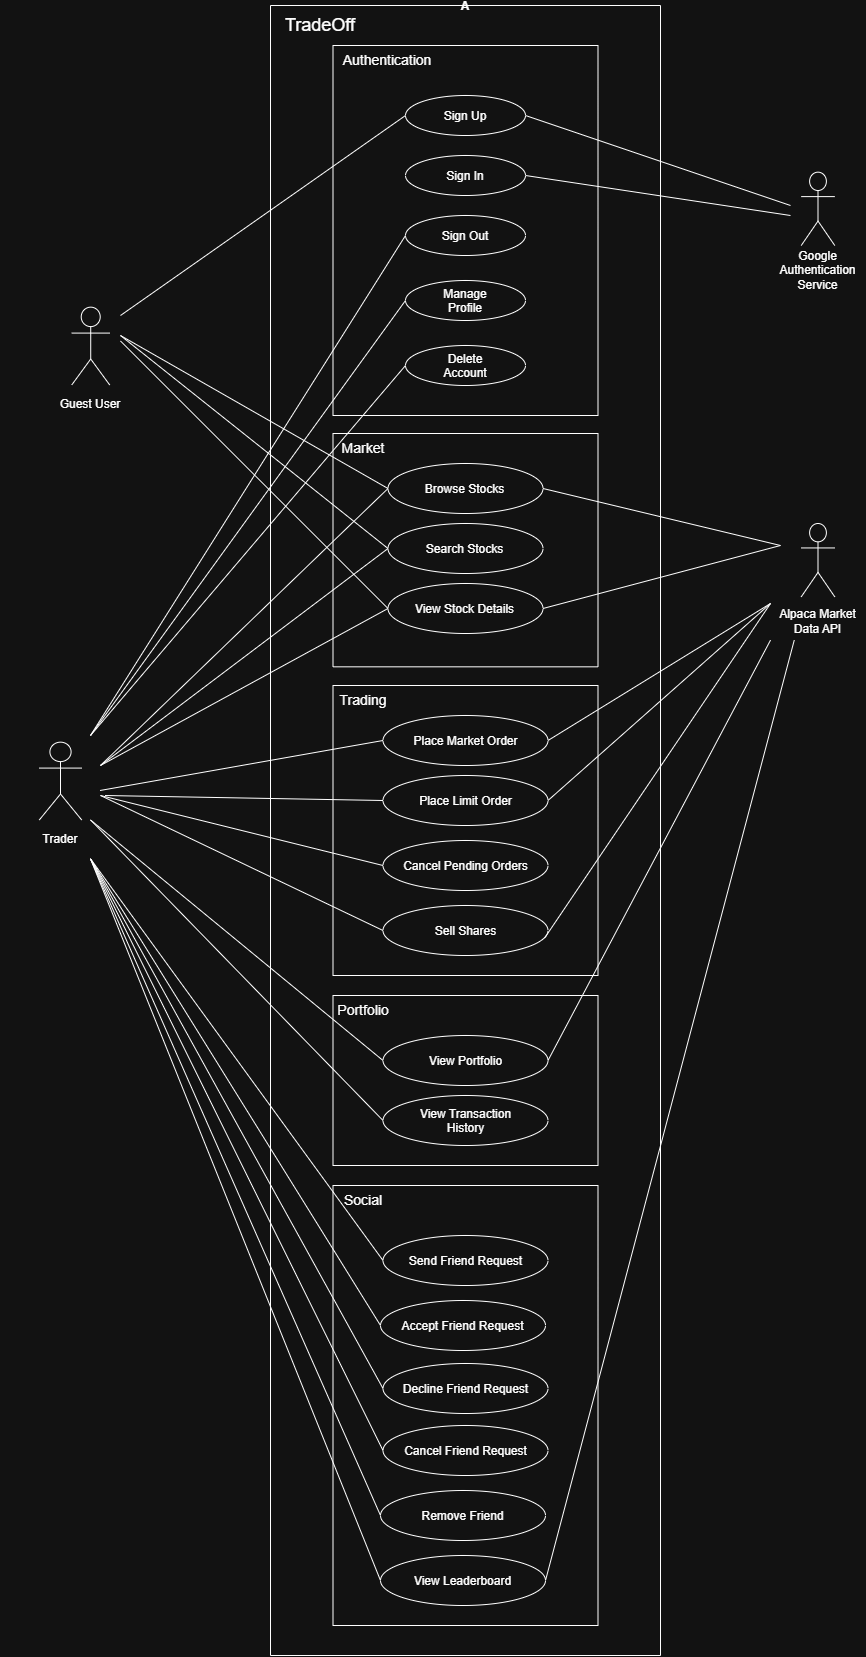 A
TradeOff
Authentication
Sign Up
Sign In
Google
Authentication
Service
Sign Out
Manage
Profile
Delete
Account
Guest User
Market
Browse Stocks
Search Stocks
View Stock Details
Alpaca Market
Data API
Trading
Place Market Order
Place Limit Order
Trader
Cancel Pending Orders
Sell Shares
Portfolio
View Portfolio
View Transaction
History
Social
Send Friend Request
Accept Friend Request
Decline Friend Request
Cancel Friend Request
Remove Friend
View Leaderboard